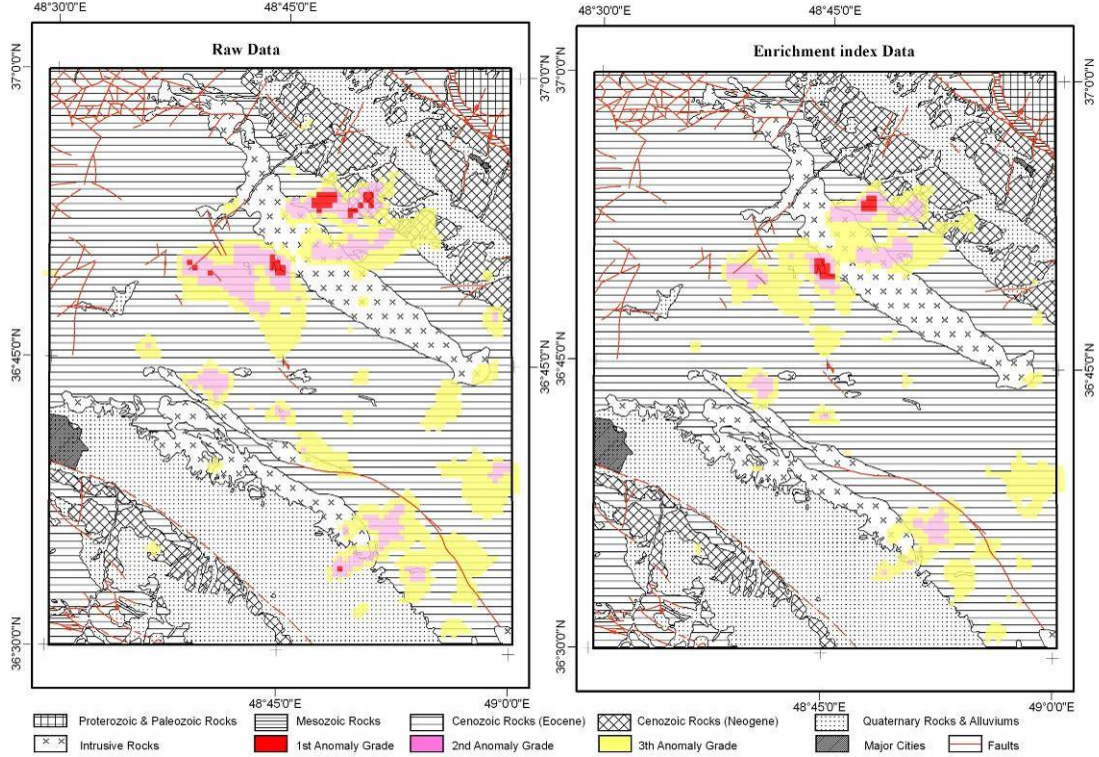 48°30'0"E 48°45'0"E
48°30'0"E 48°45'0"E
Raw Data
Enrichment index Data
37°0'0"N
37°0'0"N
37°0'0"N
37°0'0"N
36°45'0"N
36°45'0"N
36°45'0"N
36°45'0"N
36°30'0"N
36°30'0"N
48°45'0"E 49°0'0"E
48°45'0"E 49°0'0"E
Proterozoic & Paleozoic Rocks Mesozoic Rocks Cenozoic Rocks (Eocene) Cenozoic Rocks (Neogene) Quaternary Rocks & Alluviums
Intrusive Rocks 1st Anomaly Grade 2nd Anomaly Grade 3th Anomaly Grade Major Cities Faults